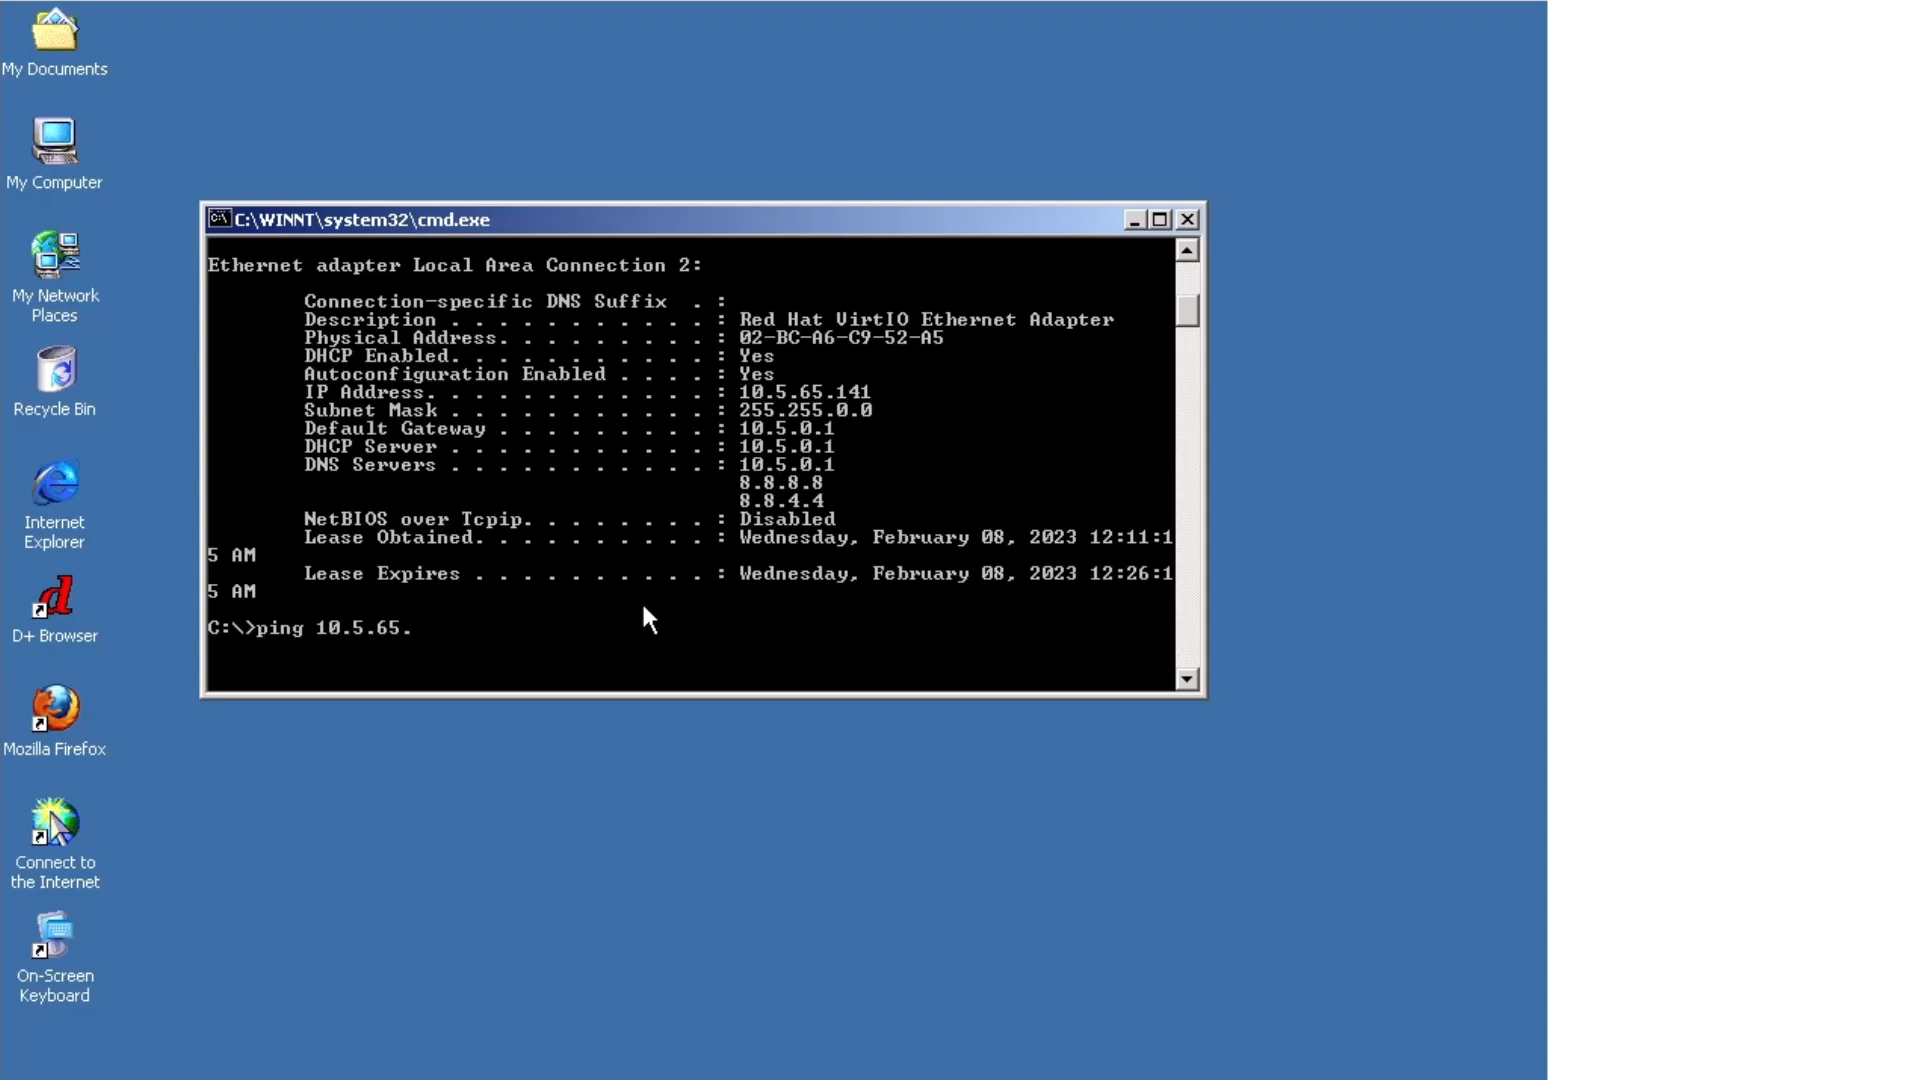 My Documents
My Computer
My Network
Places
Recycle Bin
Internet
Explorer
D+ Browser
Mozilla Firefox
Connect to
the Internet
On-Screen
Keyboard
C:\WINNT\system32\cmd.exe
Ethernet adapter Local Area Connection 2:
Connection-specific DNS Suffix  . :
Description . . . . . . . . . . . : Red Hat VirtIO Ethernet Adapter
Physical Address. . . . . . . . . : 02-BC-A6-C9-52-A5
DHCP Enabled. . . . . . . . . . . : Yes
Autoconfiguration Enabled . . . . : Yes
IP Address. . . . . . . . . . . . : 10.5.65.141
Subnet Mask . . . . . . . . . . . : 255.255.0.0
Default Gateway . . . . . . . . . : 10.5.0.1
DHCP Server . . . . . . . . . . . : 10.5.0.1
DNS Servers . . . . . . . . . . . : 10.5.0.1
8.8.8.8
8.8.4.4
NetBIOS over Tcpip. . . . . . . . : Disabled
Lease Obtained. . . . . . . . . . : Wednesday, February 08, 2023 12:11:1
5 AM
Lease Expires . . . . . . . . . . : Wednesday, February 08, 2023 12:26:1
5 AM
C:\>ping 10.5.65.